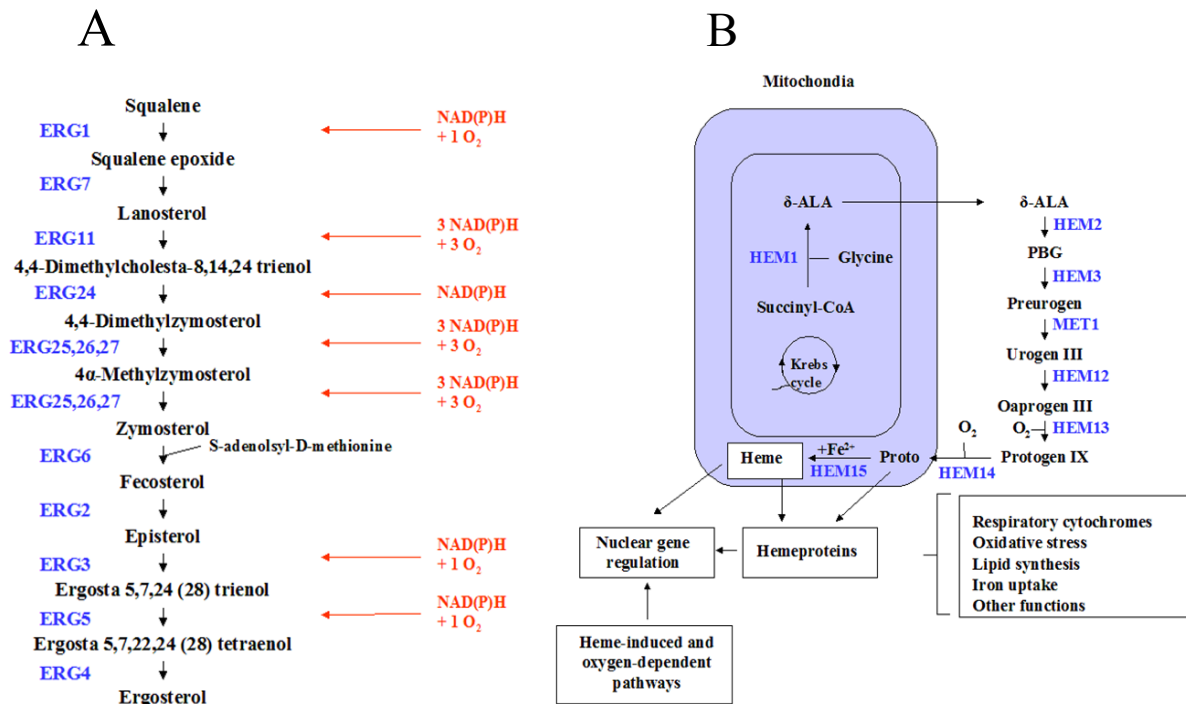 A
Squalene
ERG1
NAD(P)H
+ 1 O2
Squalene epoxide
ERG7
Lanosterol
ERG11
3 NAD(P)H
+ 3 O2
4,4-Dimethylcholesta-8,14,24 trienol
ERG24
NAD(P)H
4,4-Dimethylzymosterol
ERG25,26,27
3 NAD(P)H
+ 3 O2
4α-Methylzymosterol
ERG25,26,27
3 NAD(P)H
+ 3 O2
Zymosterol
S-adenolsyl-D-methionine
ERG6
Fecosterol
ERG2
Episterol
ERG3
NAD(P)H
+ 1 O2
Ergosta 5,7,24 (28) trienol
ERG5
NAD(P)H
+ 1 O2
Ergosta 5,7,22,24 (28) tetraenol
ERG4
Ergosterol
B
Mitochondia
δ-ALA
HEM1
Glycine
Succinyl-CoA
Krebs
cycle
δ-ALA
HEM2
PBG
HEM3
Preurogen
MET1
Urogen III
HEM12
Oaprogen III
O2
HEM13
Protogen IX
O2
HEM14
Proto
+Fe2+
HEM15
Heme
Nuclear gene
regulation
Hemeproteins
Heme-induced and
oxygen-dependent
pathways
Respiratory cytochromes
Oxidative stress
Lipid synthesis
Iron uptake
Other functions